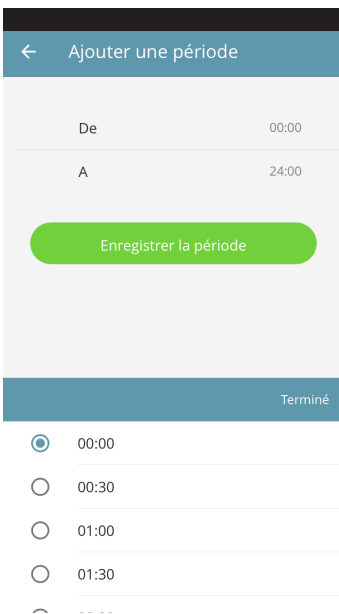 Ajouter une période
De 00:00
A 24:00
Enregistrer la période
Terminé
00:00
00:30
01:00
01:30